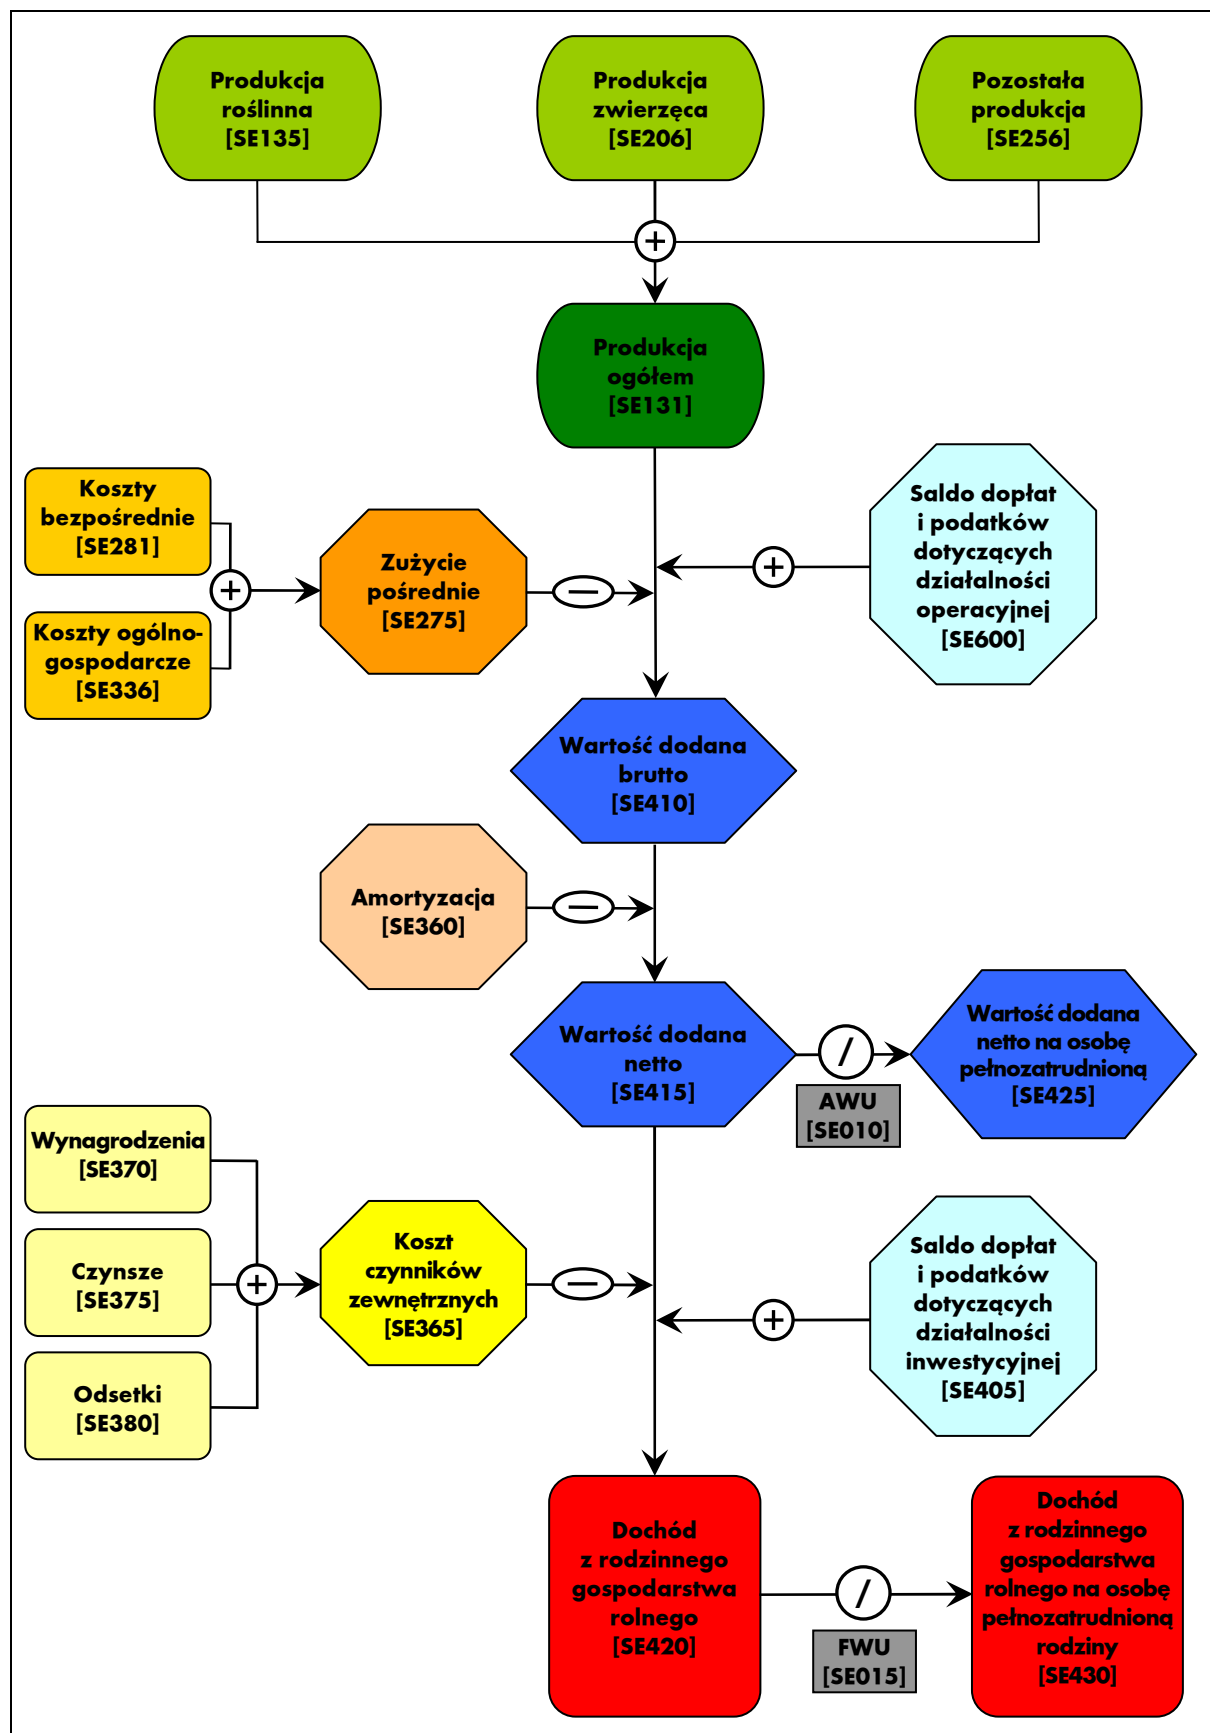 Produkcja
roślinna
[SE135]
Produkcja
zwierzęca
[SE206]
Pozostała
produkcja
[SE256]
+
Produkcja
ogółem
[SE131]
Koszty
bezpośrednie
[SE281]
Koszty ogólno-
gospodarcze
[SE336]
+
Zużycie
pośrednie
[SE275]
—
+
Saldo dopłat
i podatków
dotyczących
działalności
operacyjnej
[SE600]
Wartość dodana
brutto
[SE410]
Amortyzacja
[SE360]
—
Wartość dodana
netto
[SE415]
/
AWU
[SE010]
Wartość dodana
netto na osobę
pełnozatrudnioną
[SE425]
Wynagrodzenia
[SE370]
Czynsze
[SE375]
Odsetki
[SE380]
+
Koszt
czynników
zewnętrznych
[SE365]
—
+
Saldo dopłat
i podatków
dotyczących
działalności
inwestycyjnej
[SE405]
Dochód
z rodzinnego
gospodarstwa
rolnego
[SE420]
/
FWU
[SE015]
Dochód
z rodzinnego
gospodarstwa
rolnego na osobę
pełnozatrudnioną
rodziny
[SE430]